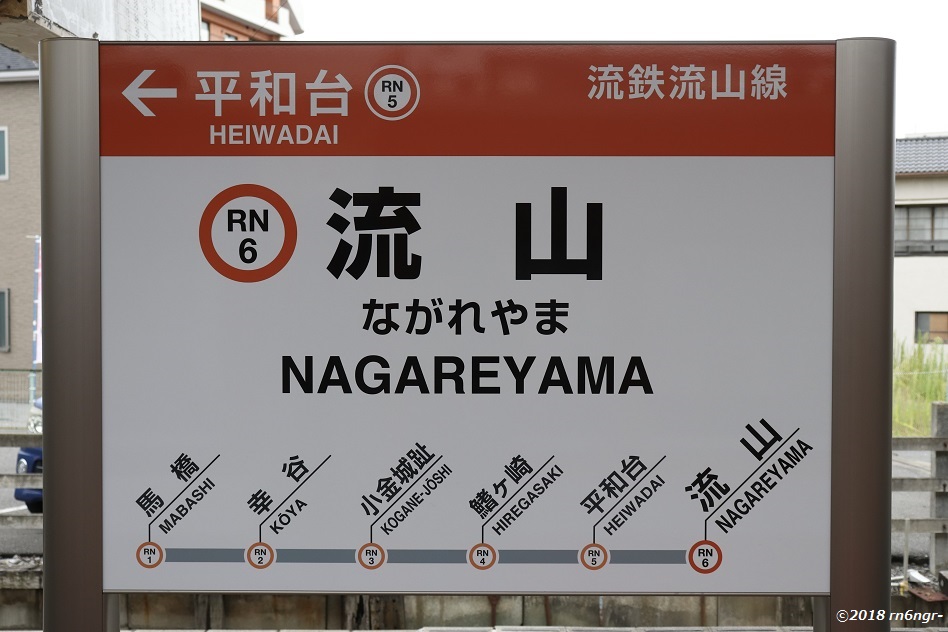 ← 平和台 RN 5
HEIWADAI
流鉄流山線
RN 6 流山
ながれやま
NAGAREYAMA
馬橋
MABASHI
幸谷
KŌYA
小金城趾
KOGANE-JŌSHI
鰭ヶ崎
HIREGASAKI
平和台
HEIWADAI
流山
NAGAREYAMA
RN 1 RN 2 RN 3 RN 4 RN 5 RN 6
©2018 rn6ngr-